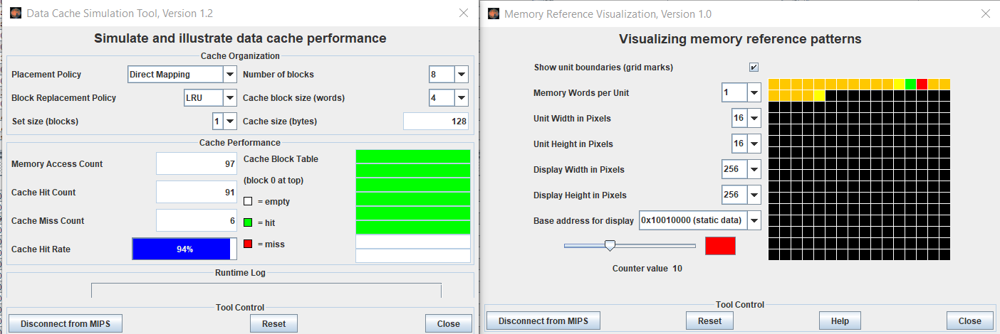 Data Cache Simulation Tool, Version 1.2
Simulate and illustrate data cache performance
Cache Organization
Placement Policy Direct Mapping Number of blocks 8
Block Replacement Policy LRU Cache block size (words) 4
Set size (blocks) 1 Cache size (bytes) 128
Cache Performance
Memory Access Count 97 Cache Block Table
(block 0 at top)
Cache Hit Count 91
= empty
Cache Miss Count 6 = hit
Cache Hit Rate 94% = miss
Runtime Log
Tool Control
Disconnect from MIPS Reset Close
Memory Reference Visualization, Version 1.0
Visualizing memory reference patterns
Show unit boundaries (grid marks)
Memory Words per Unit 1
Unit Width in Pixels 16
Unit Height in Pixels 16
Display Width in Pixels 256
Display Height in Pixels 256
Base address for display 0x10010000 (static data)
Counter value 10
Tool Control
Disconnect from MIPS Reset Help Close